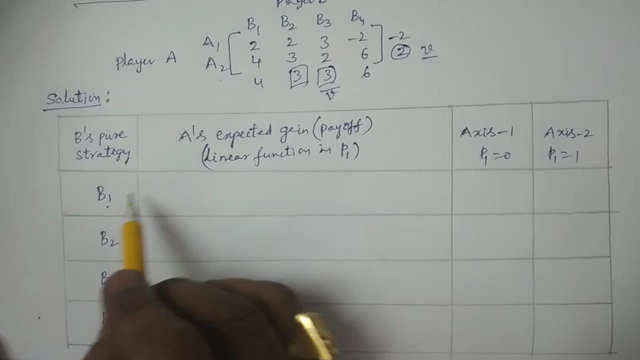 B₁ B₂ B₃ B₄
Player A A₁ 2 2 3 -2 -2
A₂ 4 3 2 6 2 v
4 3 3 6
v
Solution:
B's pure strategy
A's expected gain (payoff)
(linear function in P₁)
Axis-1
P₁=0
Axis-2
P₁=1
B₁
B₂